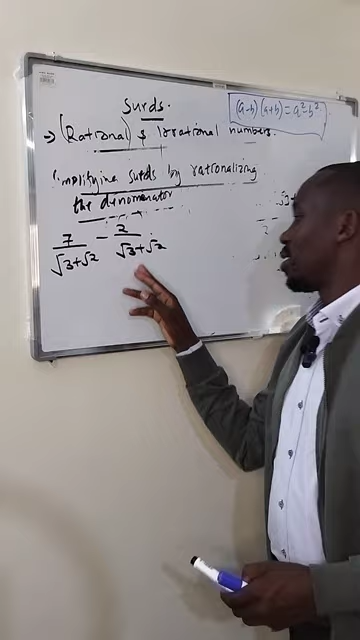 Surds.
(a-b)(a+b) = a²-b²
→ (Rational) & Irrational numbers.
Simplifying surds by rationalizing
the denominator
7/√3+√2 - 2/√3+√2